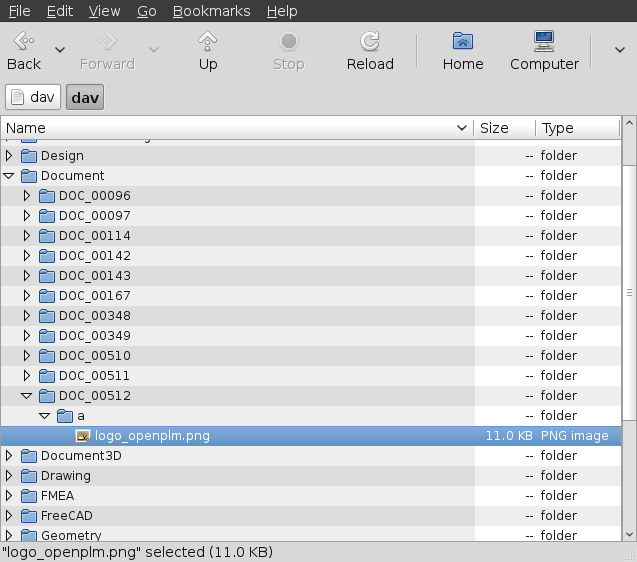 File Edit View Go Bookmarks Help
Back Forward Up Stop Reload Home Computer
dav dav
Name Size Type
Design -- folder
Document -- folder
DOC_00096 -- folder
DOC_00097 -- folder
DOC_00114 -- folder
DOC_00142 -- folder
DOC_00143 -- folder
DOC_00167 -- folder
DOC_00348 -- folder
DOC_00349 -- folder
DOC_00510 -- folder
DOC_00511 -- folder
DOC_00512 -- folder
a -- folder
logo_openplm.png 11.0 KB PNG image
Document3D -- folder
Drawing -- folder
FMEA -- folder
FreeCAD -- folder
Geometry -- folder
"logo_openplm.png" selected (11.0 KB)